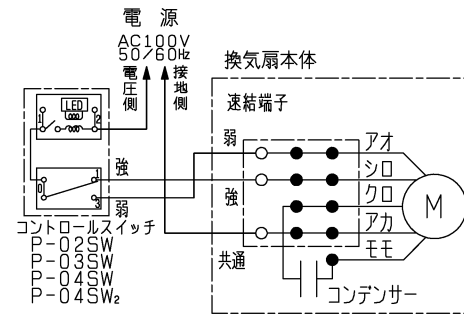 電源
AC100V
50/60Hz
電圧側
接地側
換気扇本体
速結端子
LED
1
2
0
1
3
強
弱
弱
強
共通
アオ
シロ
クロ
アカ
モモ
M
コンデンサー
コントロールスイッチ
P-02SW
P-03SW
P-04SW
P-04SW₂